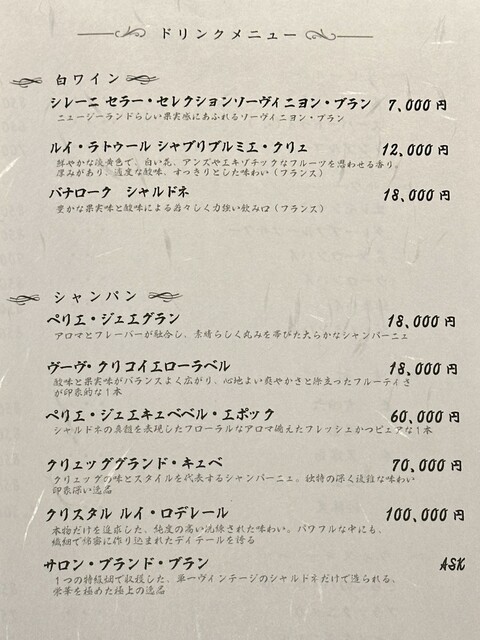 ドリンクメニュー
白ワイン
シレーニ セラー・セレクションソーヴィニヨン・ブラン 7,000円
ニュージーランドらしい果実感にあふれるソーヴィニヨン・ブラン
ルイ・ラトゥール シャブリプルミエ・クリュ 12,000円
鮮やかな淡黄色で、白い花、アンズやエキゾチックなフルーツを思わせる香り。
厚みがあり、適度な酸味、すっきりとした味わい（フランス）
バナローク シャルドネ 18,000円
豊かな果実味と酸味による若々しく力強い飲み口（フランス）
シャンパン
ペリエ・ジュエグラン 18,000円
アロマとフレーバーが融合し、素晴らしく丸みを帯びた大らかなシャンパーニュ
ヴーヴ・クリコイエローラベル 18,000円
酸味と果実味がバランスよく広がり、心地よい爽やかさと際立ったフルーティさ
が印象的な1本
ペリエ・ジュエキュベベル・エポック 60,000円
シャルドネの真髄を表現したフローラルなアロマ備えたフレッシュかつピュアな1本
クリュッググランド・キュベ 70,000円
クリュッグの味とスタイルを代表するシャンパーニュ。独特の深く複雑な味わい
印象深い逸品
クリスタル ルイ・ロデレール 100,000円
本物だけを追求した、純度の高い洗練された味わい。パワフルな中にも、
繊細で綿密に作り込まれたディテールを誇る
サロン・ブランド・ブラン ASK
1つの特級畑で収穫した、単一ヴィンテージのシャルドネだけで造られる、
栄華を極めた極上の逸品